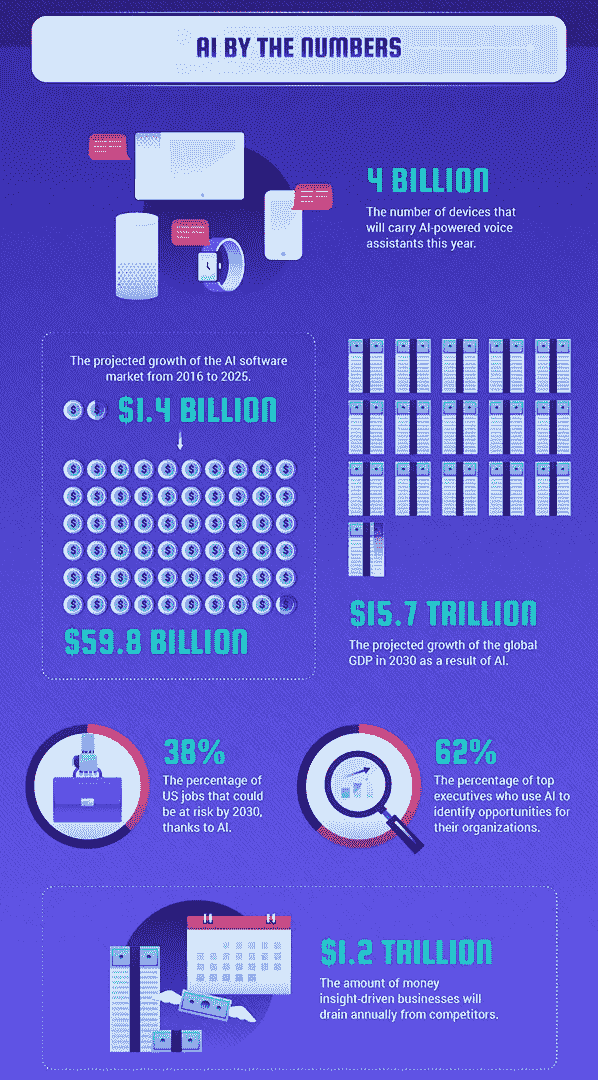 AI BY THE NUMBERS
4 BILLION
The number of devices that
will carry AI-powered voice
assistants this year.
The projected growth of the AI software
market from 2016 to 2025.
$1.4 BILLION
$59.8 BILLION
$15.7 TRILLION
The projected growth of the global
GDP in 2030 as a result of AI.
38%
The percentage of
US jobs that could
be at risk by 2030,
thanks to AI.
62%
The percentage of top
executives who use AI to
identify opportunities for
their organizations.
$1.2 TRILLION
The amount of money
insight-driven businesses will
drain annually from competitors.